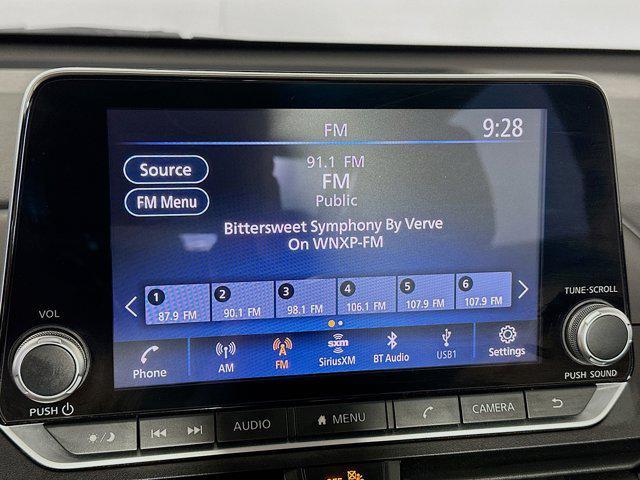 FM
9:28
Source
FM Menu
91.1 FM
FM
Public
Bittersweet Symphony By Verve
On WNXP-FM
1 2 3 4 5 6
87.9 FM 90.1 FM 98.1 FM 106.1 FM 107.9 FM 107.9 FM
Phone
AM
FM
sxm
SiriusXM
BT Audio
USB1
Settings
VOL
PUSH
TUNE·SCROLL
PUSH SOUND
AUDIO
MENU
CAMERA
OFF